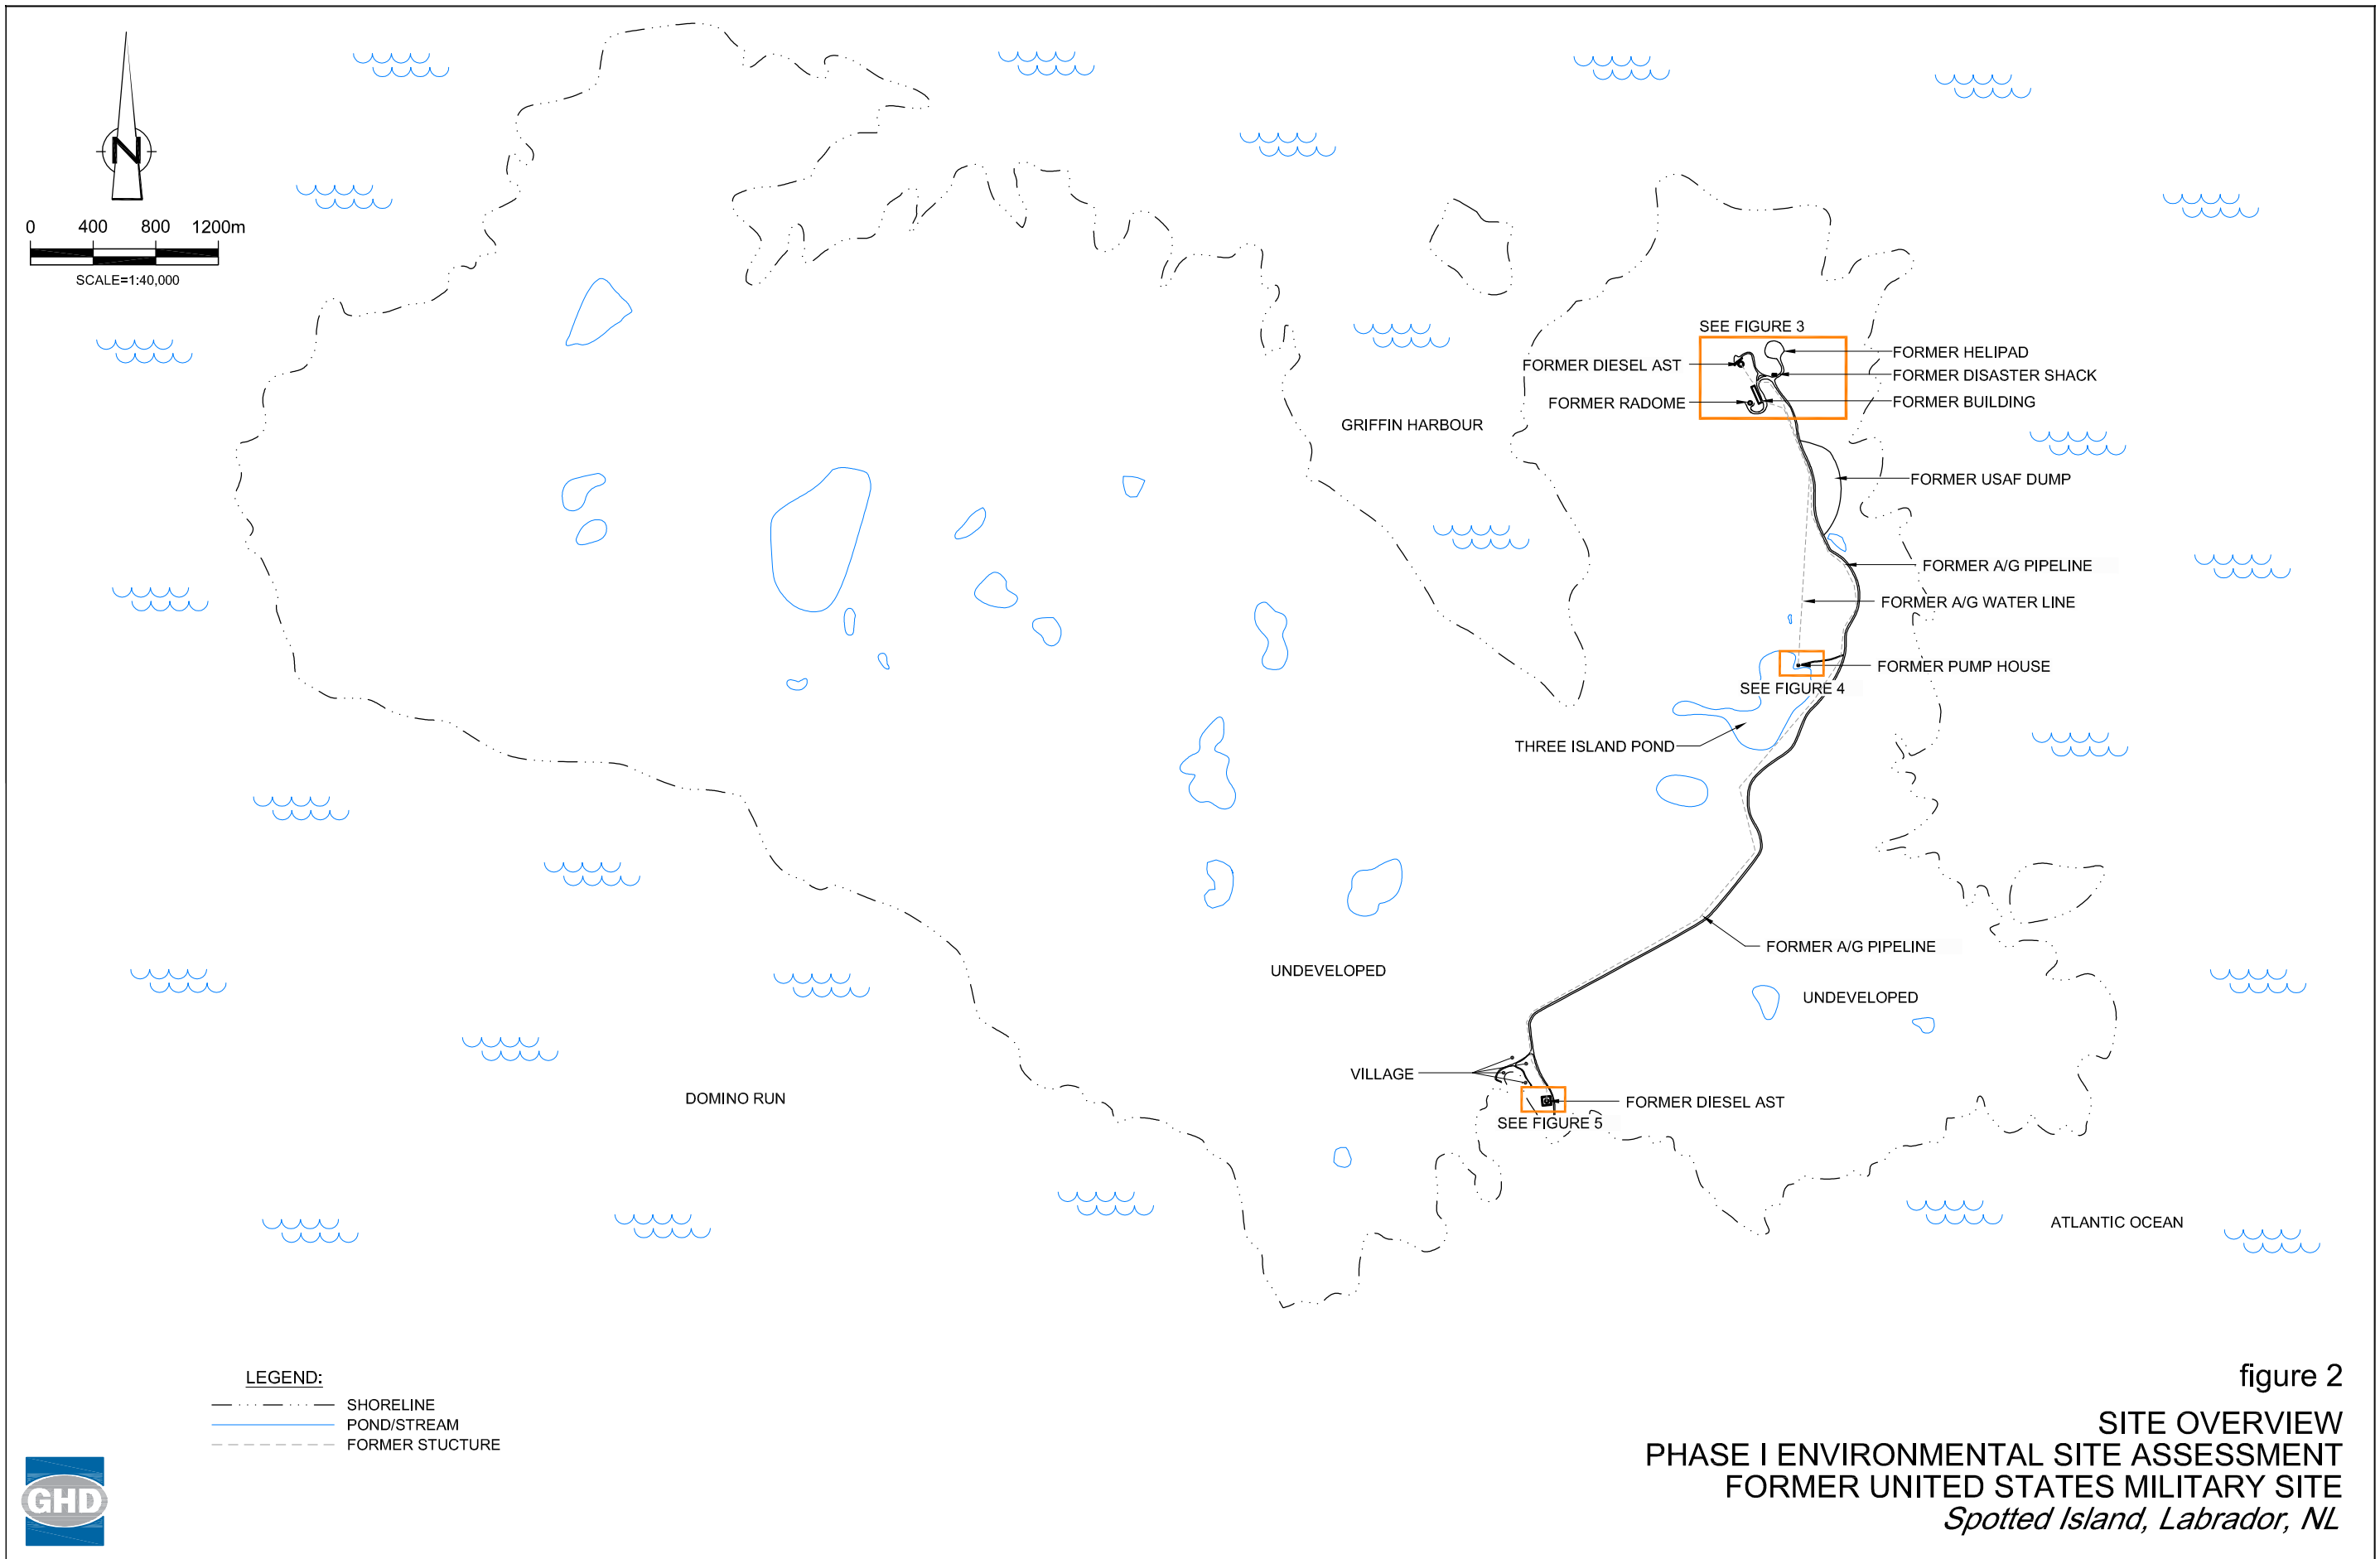 N
0 400 800 1200m
SCALE=1:40,000
SEE FIGURE 3
FORMER HELIPAD
FORMER DIESEL AST
FORMER DISASTER SHACK
FORMER RADOME
FORMER BUILDING
GRIFFIN HARBOUR
FORMER USAF DUMP
FORMER A/G PIPELINE
FORMER A/G WATER LINE
FORMER PUMP HOUSE
SEE FIGURE 4
THREE ISLAND POND
FORMER A/G PIPELINE
UNDEVELOPED
UNDEVELOPED
VILLAGE
DOMINO RUN
FORMER DIESEL AST
SEE FIGURE 5
ATLANTIC OCEAN
LEGEND:
SHORELINE
POND/STREAM
FORMER STUCTURE
GHD
figure 2
SITE OVERVIEW
PHASE I ENVIRONMENTAL SITE ASSESSMENT
FORMER UNITED STATES MILITARY SITE
Spotted Island, Labrador, NL